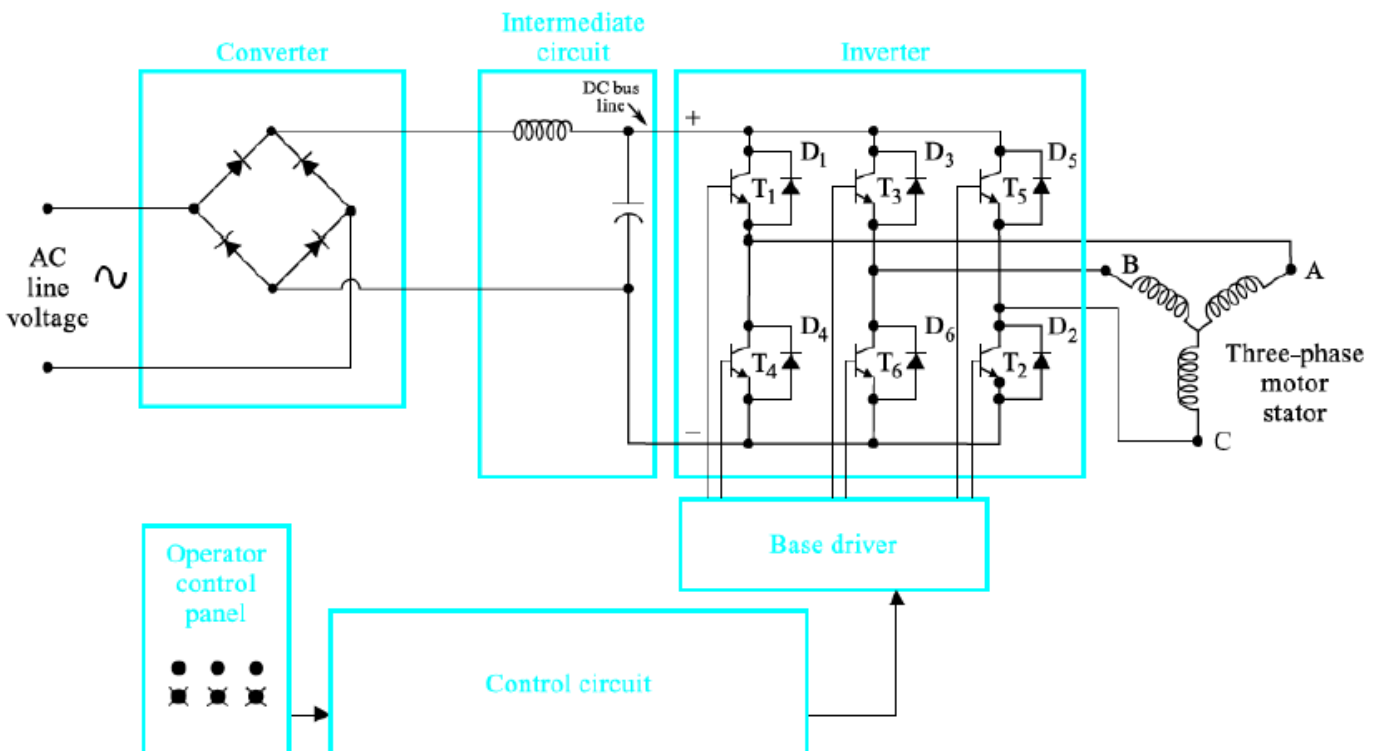 Converter
Intermediate
circuit
Inverter
DC bus
line
+
D1
D3
D5
T1
T3
T5
AC
line
voltage
B
A
D4
D6
D2
T4
T6
T2
Three-phase
motor
stator
−
C
Base driver
Operator
control
panel
Control circuit